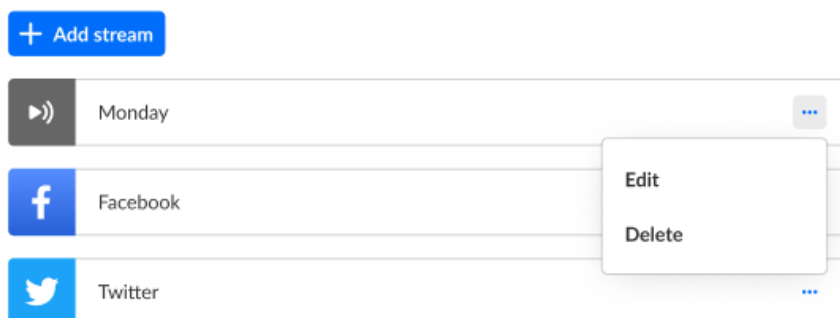 + Add stream
Monday
Edit
Facebook
Delete
Twitter